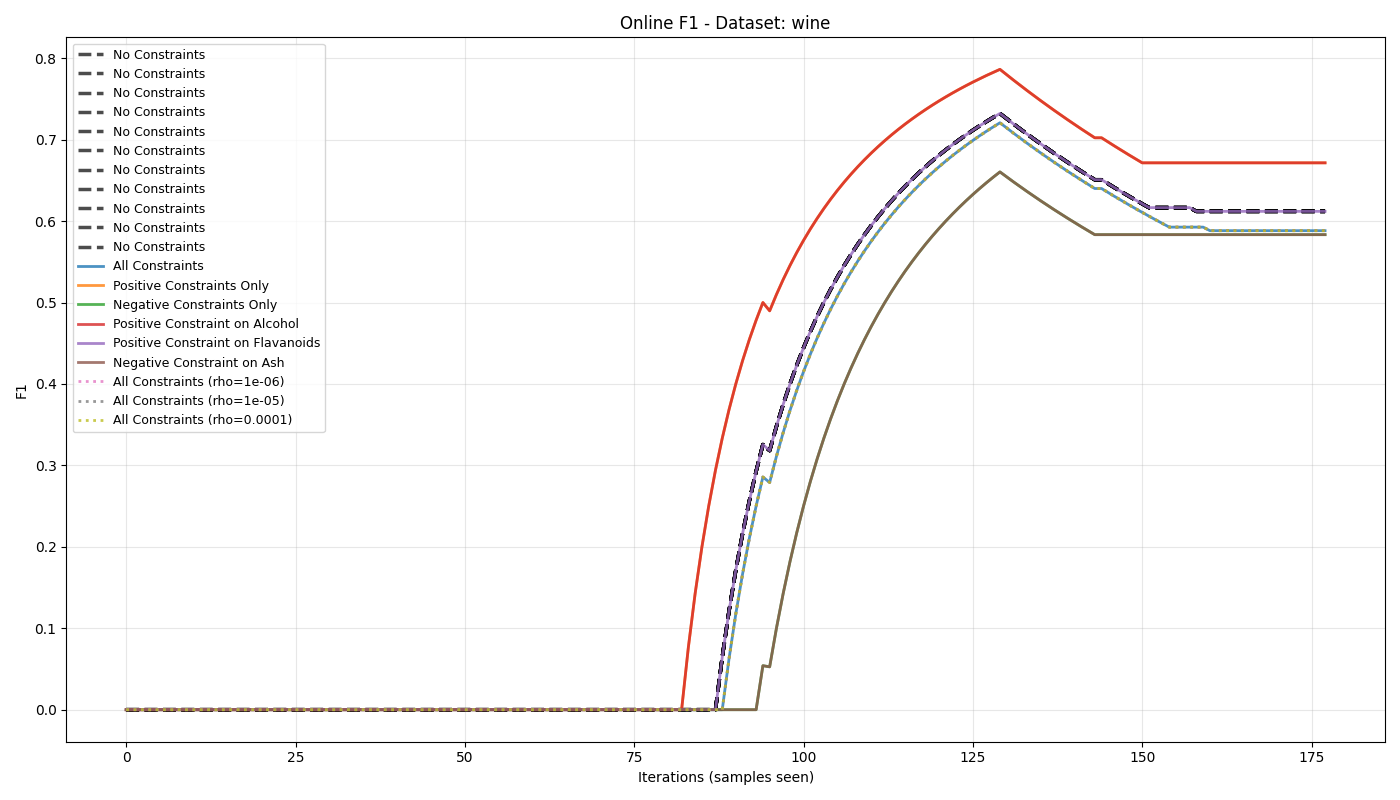 Online F1 - Dataset: wine
No Constraints
No Constraints
No Constraints
No Constraints
No Constraints
No Constraints
No Constraints
No Constraints
No Constraints
No Constraints
No Constraints
All Constraints
Positive Constraints Only
Negative Constraints Only
Positive Constraint on Alcohol
Positive Constraint on Flavanoids
Negative Constraint on Ash
All Constraints (rho=1e-06)
All Constraints (rho=1e-05)
All Constraints (rho=0.0001)
F1
0.8
0.7
0.6
0.5
0.4
0.3
0.2
0.1
0.0
0
25
50
75
100
125
150
175
Iterations (samples seen)